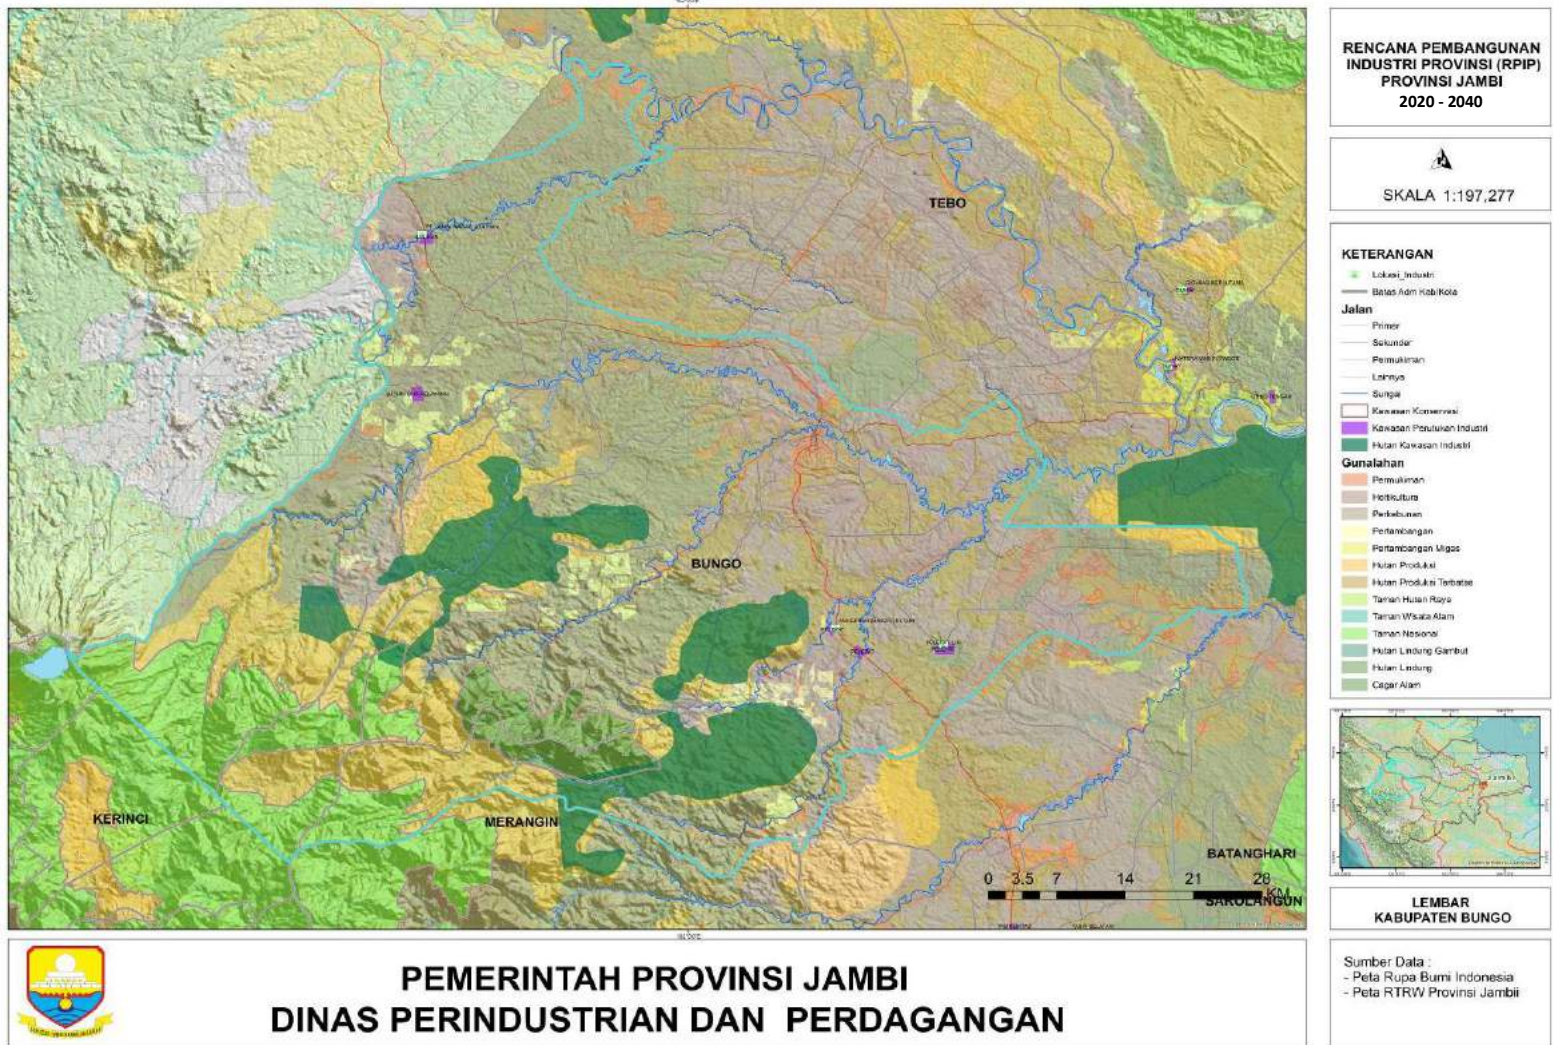 TEBO
BUNGO
KERINCI
MERANGIN
BATANGHARI
SAROLANGUN
0 3.5 7 14 21 28
KM
RENCANA PEMBANGUNAN
INDUSTRI PROVINSI (RPIP)
PROVINSI JAMBI
2020 - 2040
SKALA 1:197,277
KETERANGAN
Lokasi_Industri
Batas Adm Kab/Kota
Jalan
Primer
Sekunder
Permukiman
Lainnya
Sungai
Kawasan Konservasi
Kawasan Perutukan Industri
Hutan Kawasan Industri
Gunalahan
Permukiman
Hortikultura
Perkebunan
Pertambangan
Pertambangan Migas
Hutan Produksi
Hutan Produksi Terbatas
Taman Hutan Raya
Taman Wisata Alam
Taman Nasional
Hutan Lindung Gambut
Hutan Lindung
Cagar Alam
LEMBAR
KABUPATEN BUNGO
Sumber Data :
- Peta Rupa Bumi Indonesia
- Peta RTRW Provinsi Jambii
PEMERINTAH PROVINSI JAMBI
DINAS PERINDUSTRIAN DAN PERDAGANGAN